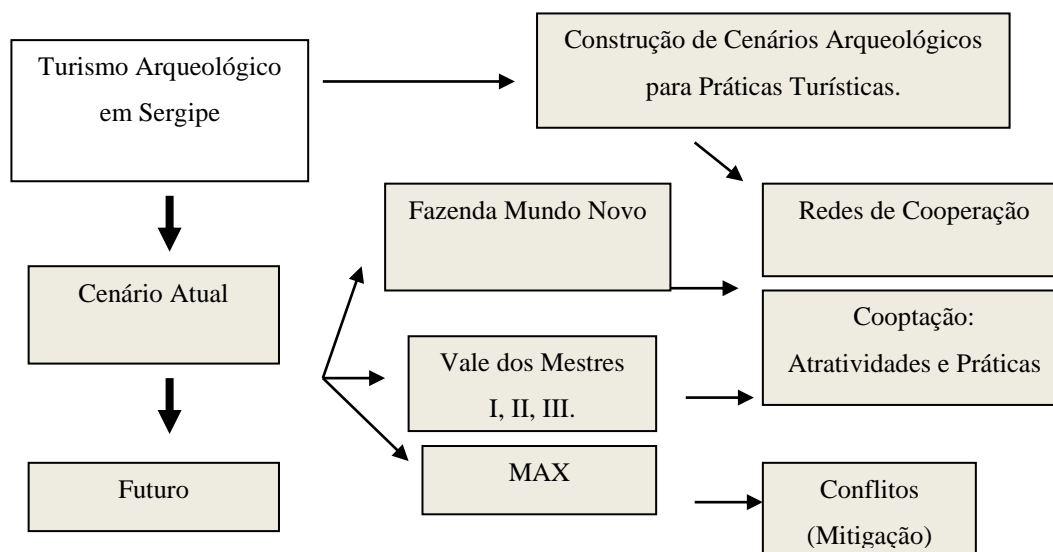 Turismo Arqueológico
em Sergipe
Construção de Cenários Arqueológicos
para Práticas Turísticas.
Fazenda Mundo Novo
Redes de Cooperação
Cenário Atual
Cooptação:
Atratividades e Práticas
Vale dos Mestres
I, II, III.
MAX
Futuro
Conflitos
(Mitigação)